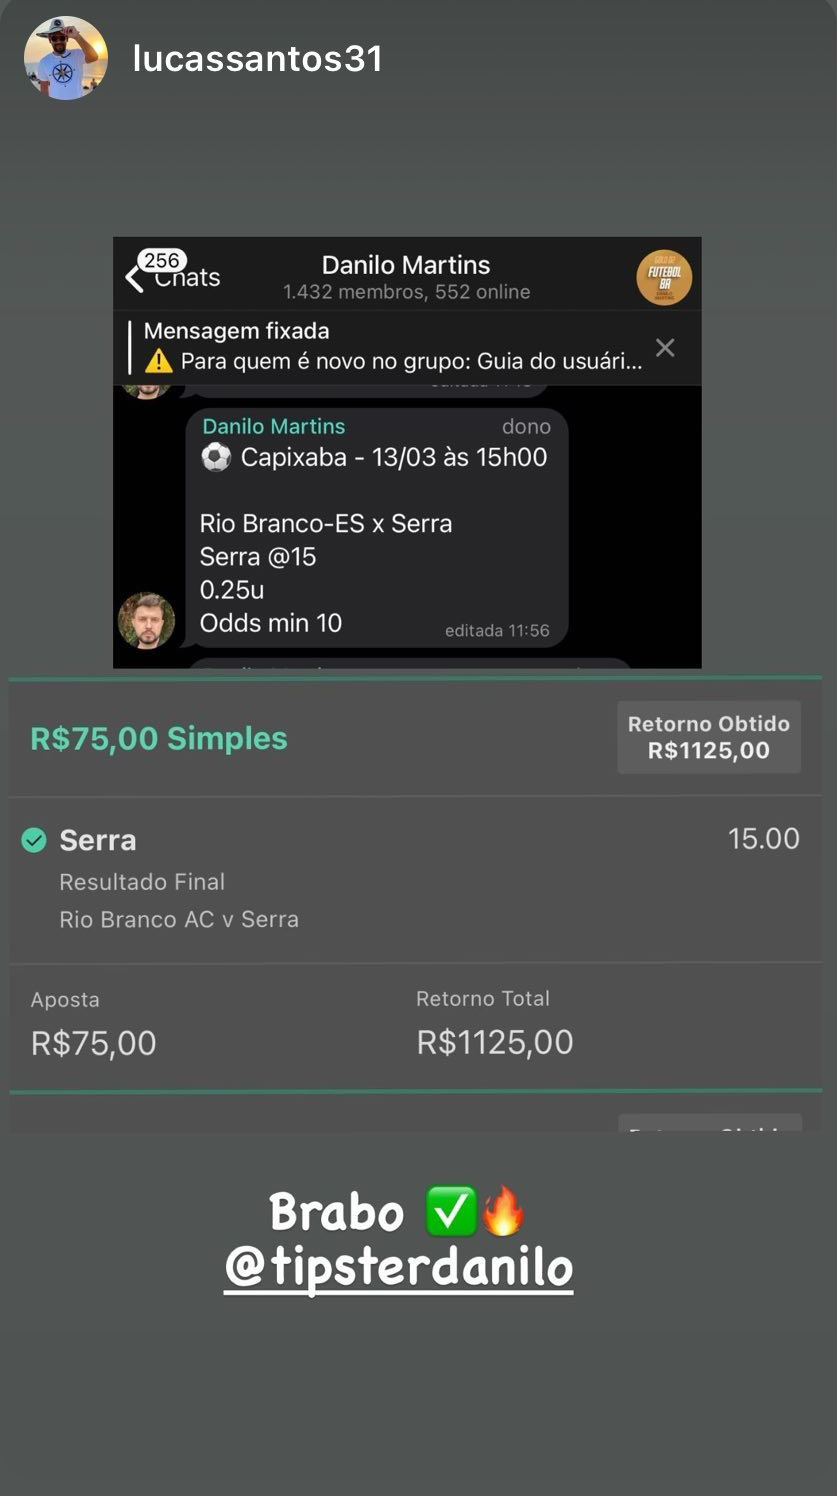 lucassantos31
256
Chats
Danilo Martins
1.432 membros, 552 online
FUTEBOL
BR
Mensagem fixada
⚠️ Para quem é novo no grupo: Guia do usuári...
Danilo Martins dono
⚽ Capixaba - 13/03 às 15h00
Rio Branco-ES x Serra
Serra @15
0.25u
Odds min 10
editada 11:56
R$75,00 Simples
Retorno Obtido
R$1125,00
Serra 15.00
Resultado Final
Rio Branco AC v Serra
Aposta Retorno Total
R$75,00 R$1125,00
Brabo ✅🔥
@tipsterdanilo